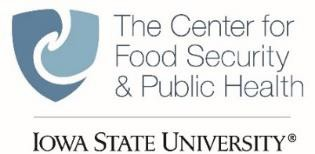 The Center for
Food Security
& Public Health
IOWA STATE UNIVERSITY®